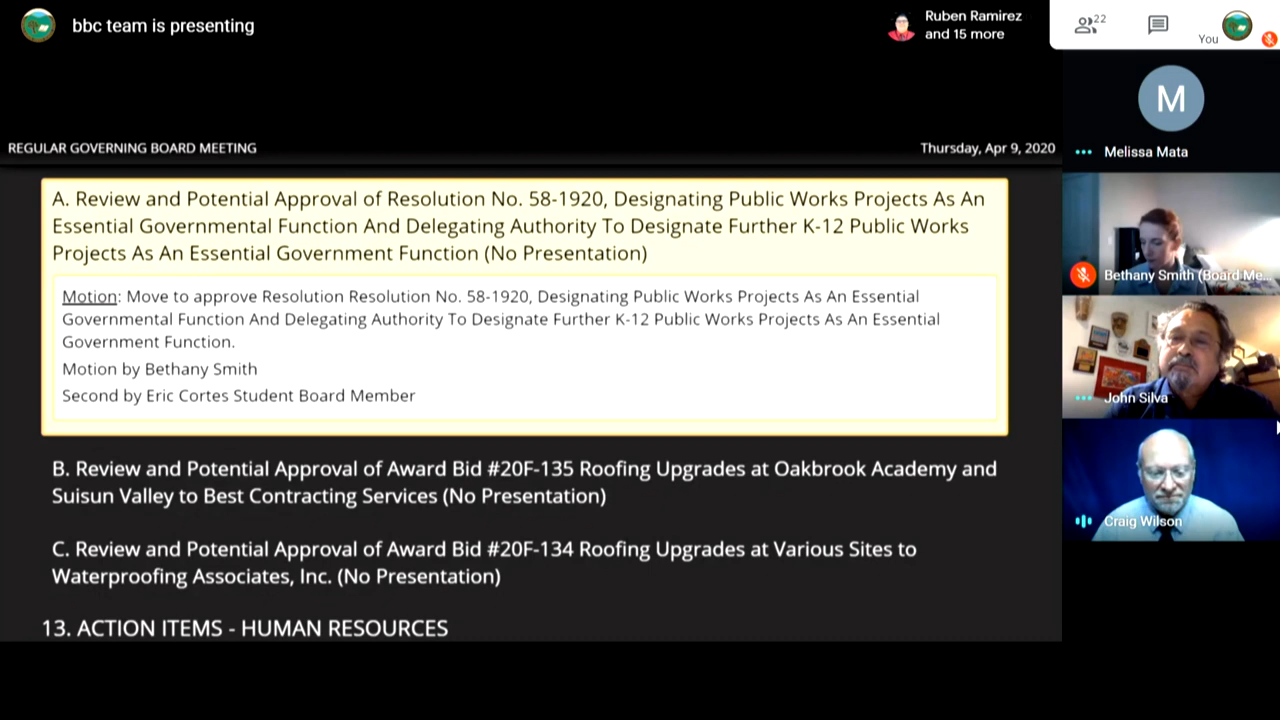 bbc team is presenting
Ruben Ramirez
and 15 more
22
You
REGULAR GOVERNING BOARD MEETING
Thursday, Apr 9, 2020
A. Review and Potential Approval of Resolution No. 58-1920, Designating Public Works Projects As An
Essential Governmental Function And Delegating Authority To Designate Further K-12 Public Works
Projects As An Essential Government Function (No Presentation)
Motion: Move to approve Resolution Resolution No. 58-1920, Designating Public Works Projects As An Essential
Governmental Function And Delegating Authority To Designate Further K-12 Public Works Projects As An Essential
Government Function.
Motion by Bethany Smith
Second by Eric Cortes Student Board Member
B. Review and Potential Approval of Award Bid #20F-135 Roofing Upgrades at Oakbrook Academy and
Suisun Valley to Best Contracting Services (No Presentation)
C. Review and Potential Approval of Award Bid #20F-134 Roofing Upgrades at Various Sites to
Waterproofing Associates, Inc. (No Presentation)
13. ACTION ITEMS - HUMAN RESOURCES
M
Melissa Mata
Bethany Smith (Board Me...
John Silva
Craig Wilson